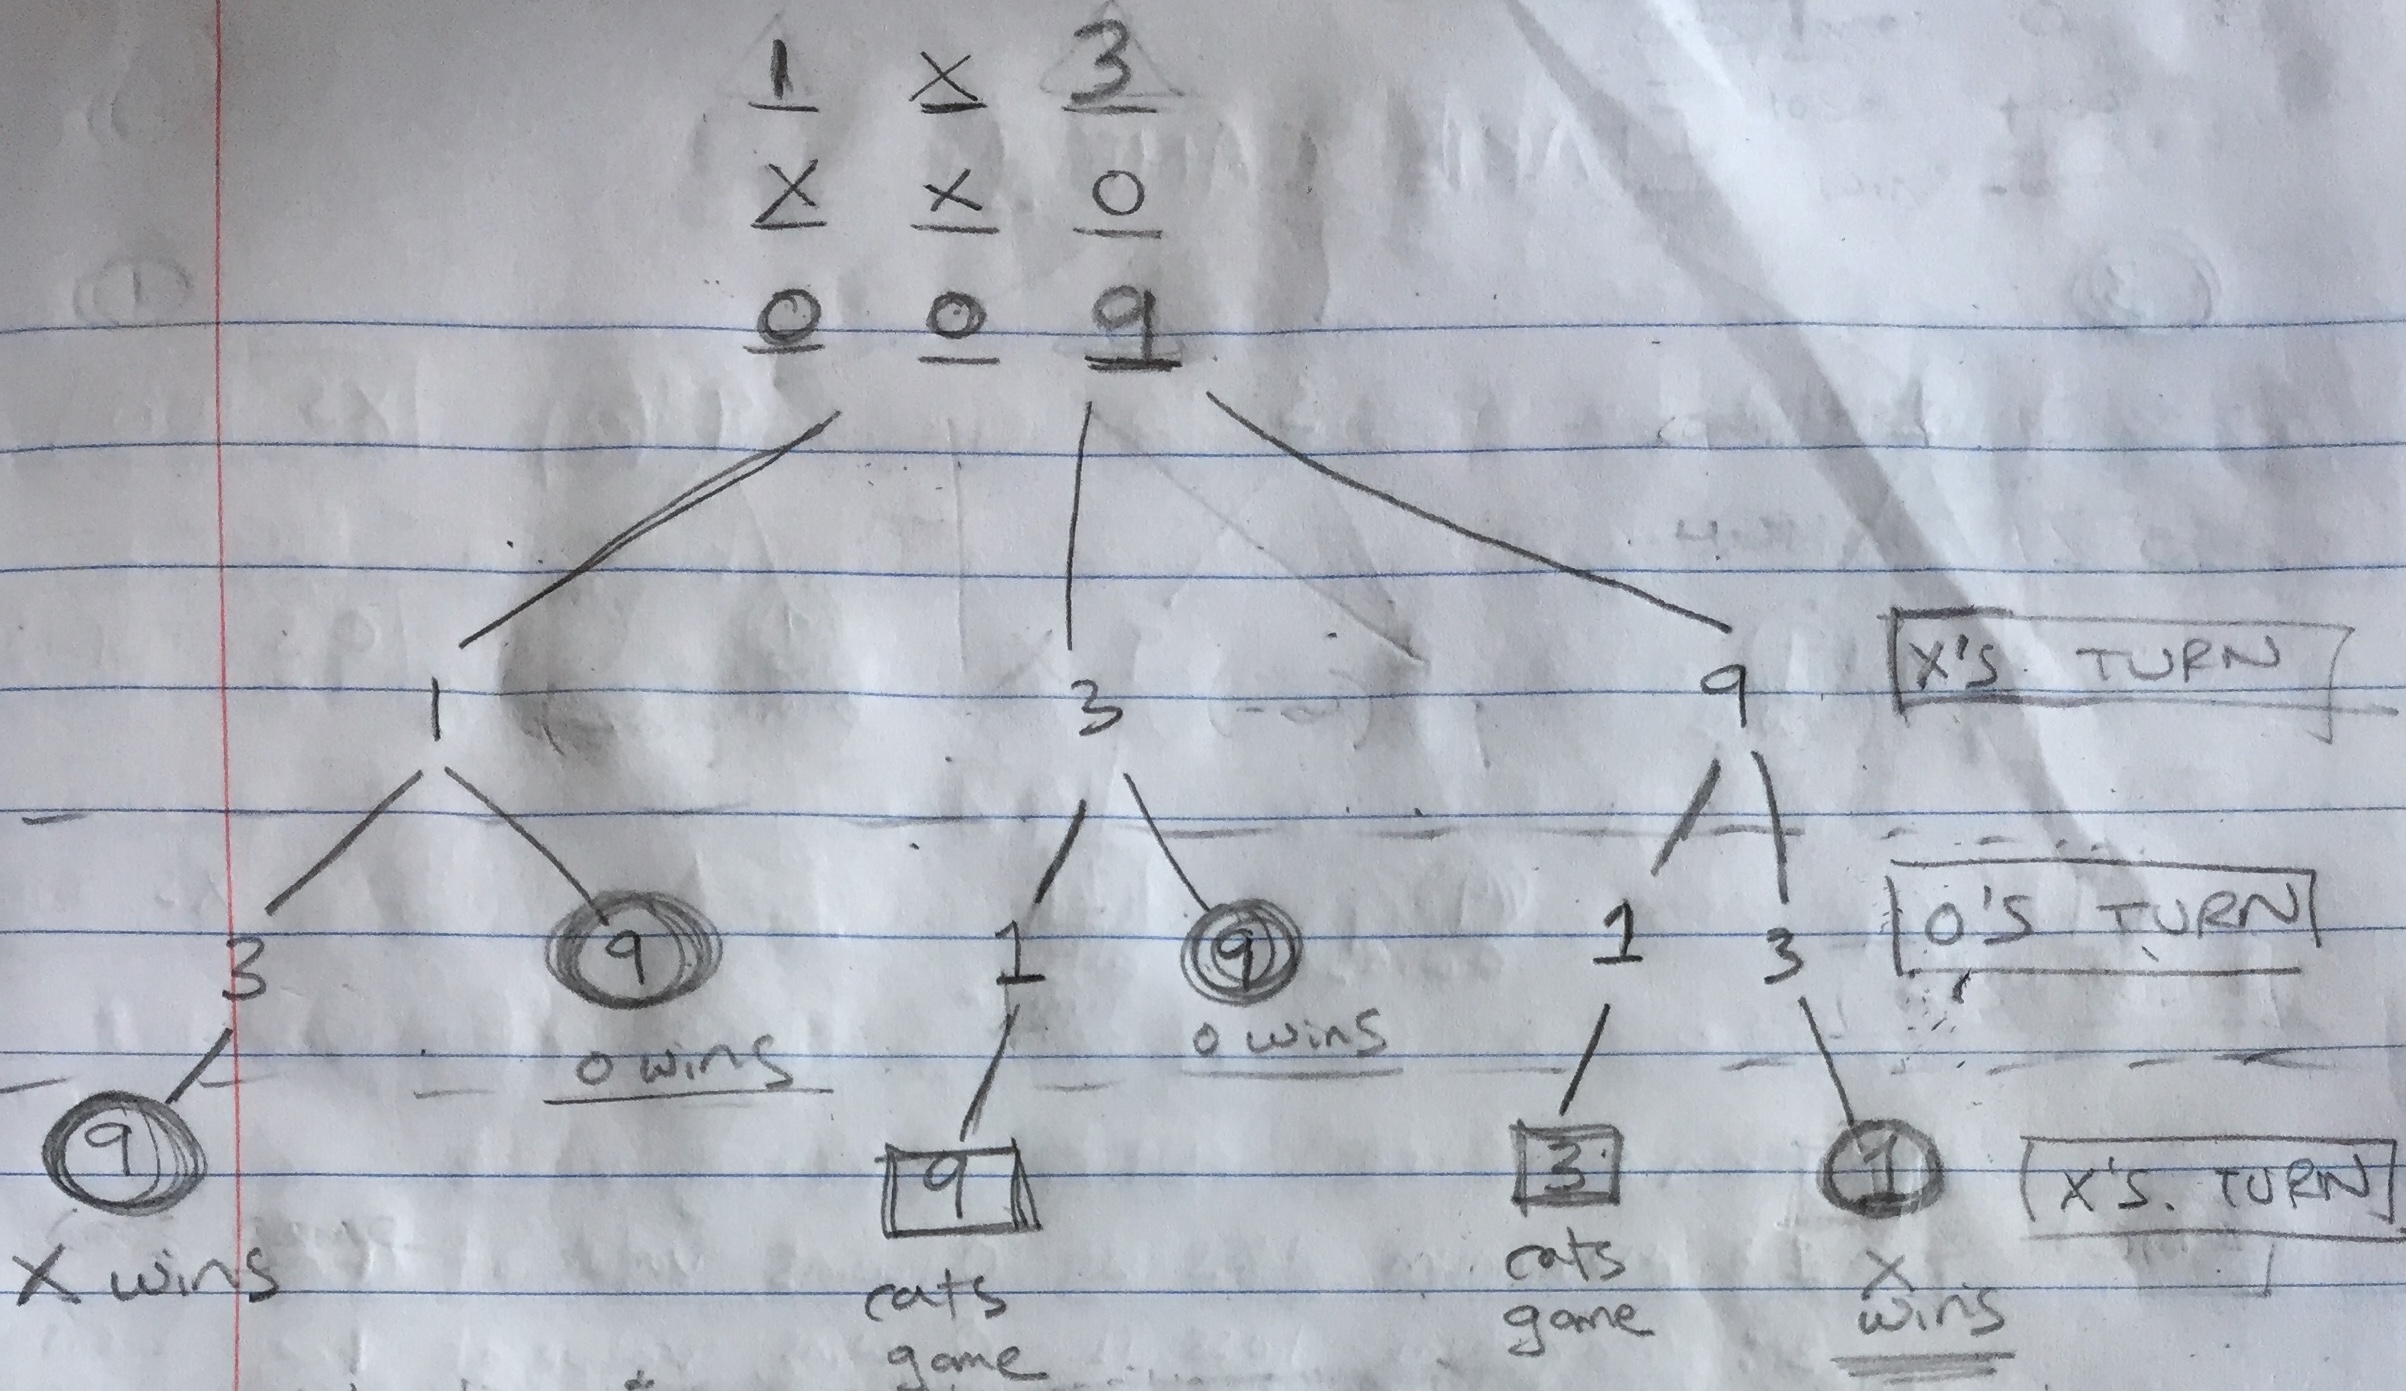 1 X 3
X X O
O O 9
1 3 9 X'S TURN
3 9 1 9 1 3 O'S TURN
O wins O wins
9 9 3 1 X'S. TURN
X wins cats game cats game X wins